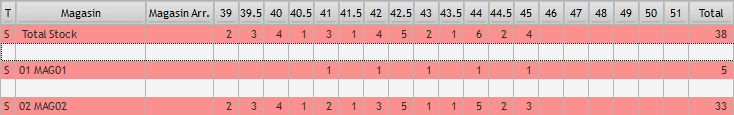 T Magasin Magasin Arr. 39 39.5 40 40.5 41 41.5 42 42.5 43 43.5 44 44.5 45 46 47 48 49 50 51 Total
S Total Stock 2 3 4 1 3 1 4 5 2 1 6 2 4 38
S 01 MAG01 1 1 1 1 1 5
S 02 MAG02 2 3 4 1 2 1 3 5 1 1 5 2 3 33